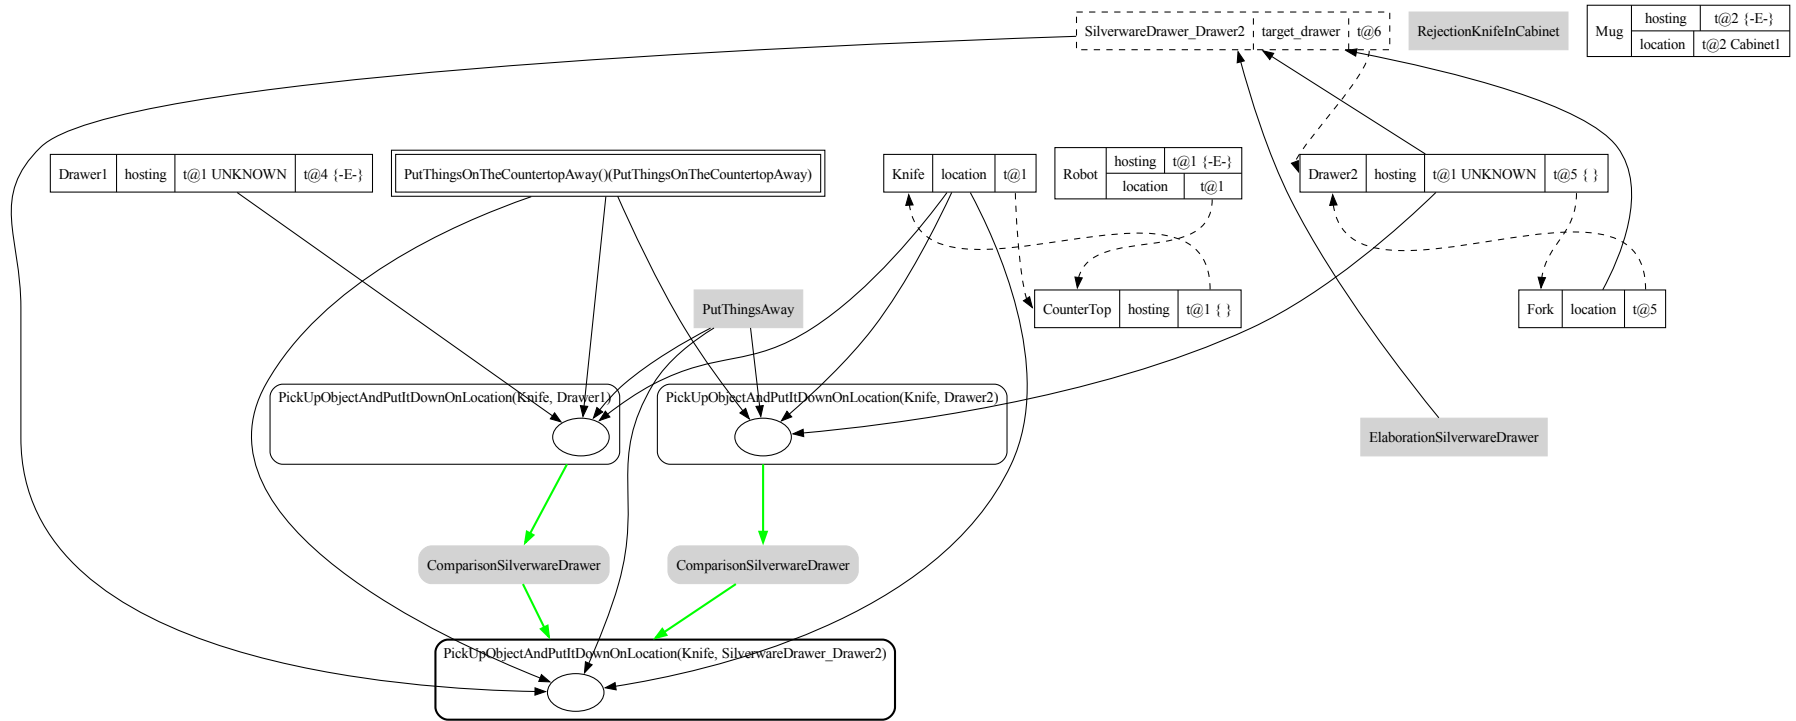 SilverwareDrawer_Drawer2 target_drawer t@6
RejectionKnifeInCabinet
Mug
hosting t@2 {-E-}
location t@2 Cabinet1
Drawer1 hosting t@1 UNKNOWN t@4 {-E-}
PutThingsOnTheCountertopAway()(PutThingsOnTheCountertopAway)
Knife location t@1
Robot
hosting t@1 {-E-}
location t@1
Drawer2 hosting t@1 UNKNOWN t@5 { }
PutThingsAway
CounterTop hosting t@1 { }
Fork location t@5
PickUpObjectAndPutItDownOnLocation(Knife, Drawer1)
PickUpObjectAndPutItDownOnLocation(Knife, Drawer2)
ElaborationSilverwareDrawer
ComparisonSilverwareDrawer
ComparisonSilverwareDrawer
PickUpObjectAndPutItDownOnLocation(Knife, SilverwareDrawer_Drawer2)